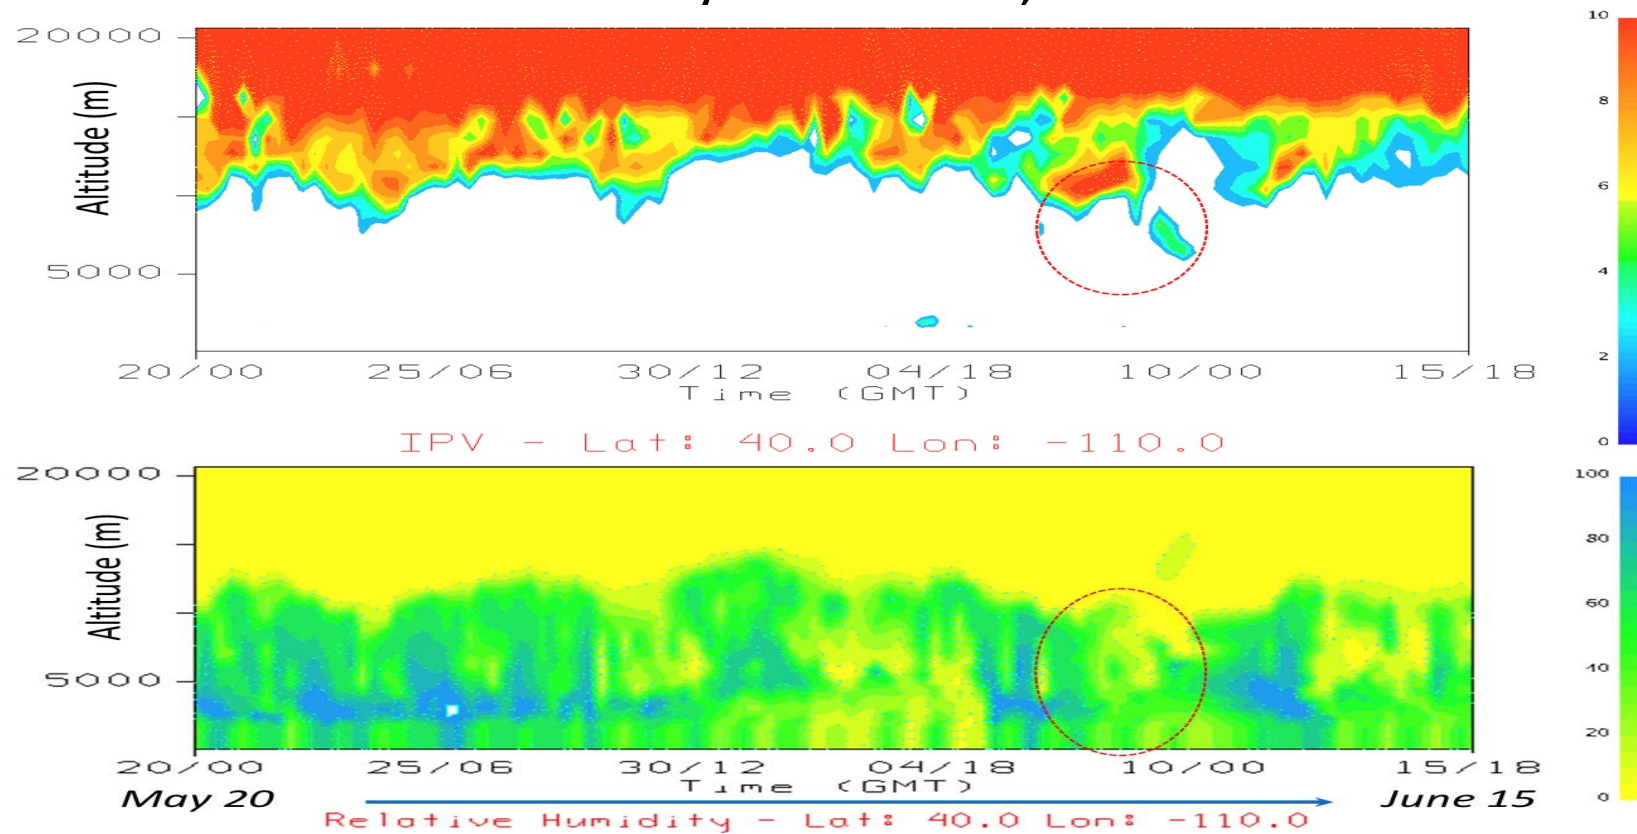 20000
Altitude (m)
5000
20/00 25/06 30/12 04/18 10/00 15/18
Time (GMT)
10
8
6
4
2
0
IPV - Lat: 40.0 Lon: -110.0
20000
Altitude (m)
5000
20/00 25/06 30/12 04/18 10/00 15/18
Time (GMT)
May 20 June 15
Relative Humidity - Lat: 40.0 Lon: -110.0
100
80
60
40
20
0